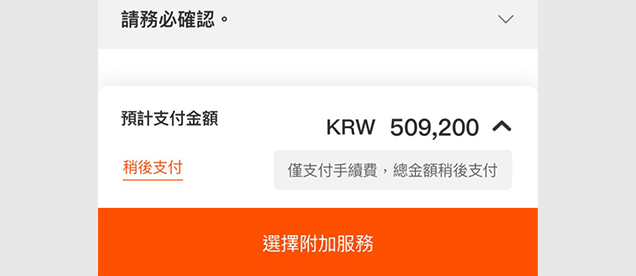 請務必確認。
預計支付金額
KRW 509,200
稍後支付
僅支付手續費，總金額稍後支付
選擇附加服務